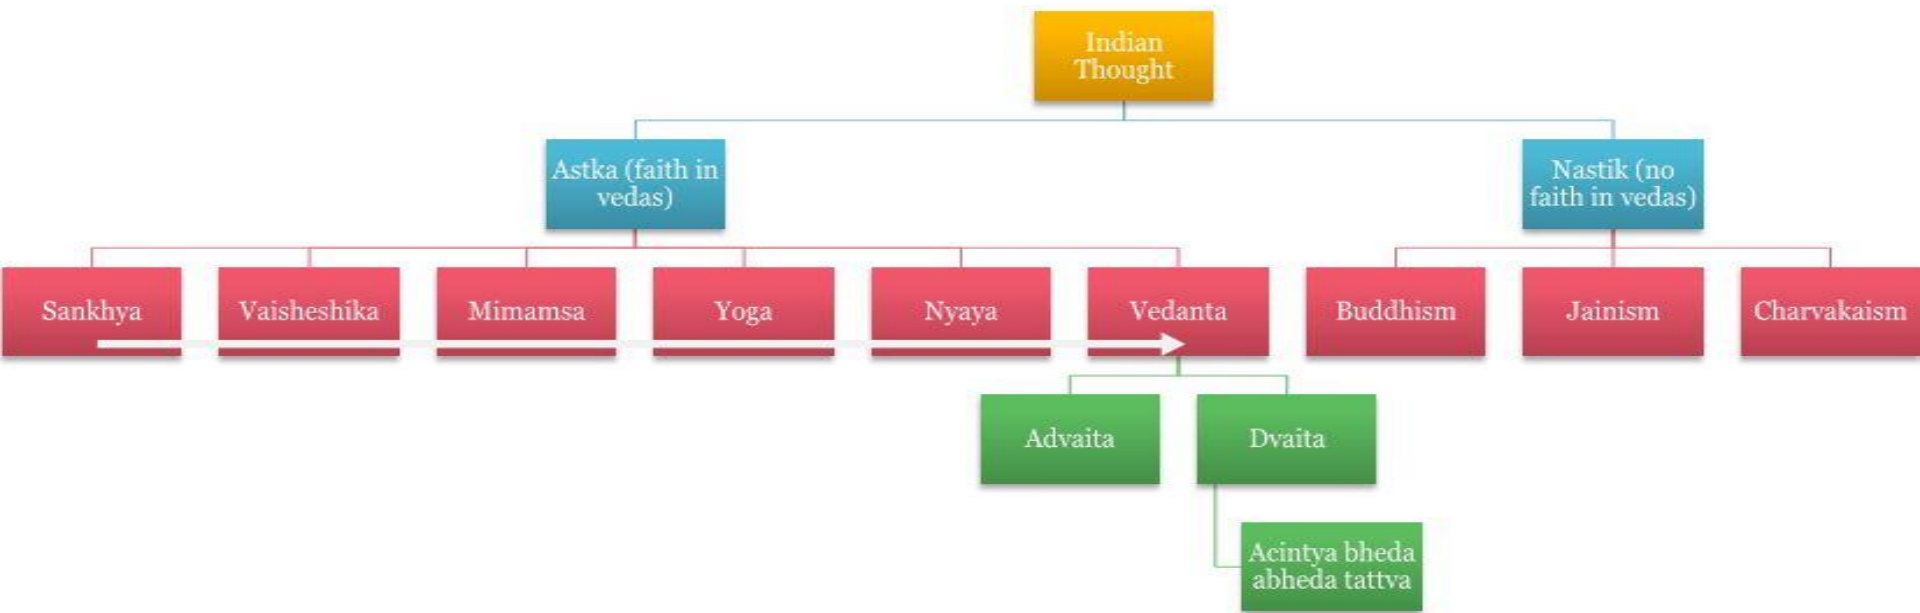 Indian
Thought
Astka (faith in
vedas)
Nastik (no
faith in vedas)
Sankhya
Vaisheshika
Mimamsa
Yoga
Nyaya
Vedanta
Buddhism
Jainism
Charvakaism
Advaita
Dvaita
Acintya bheda
abheda tattva